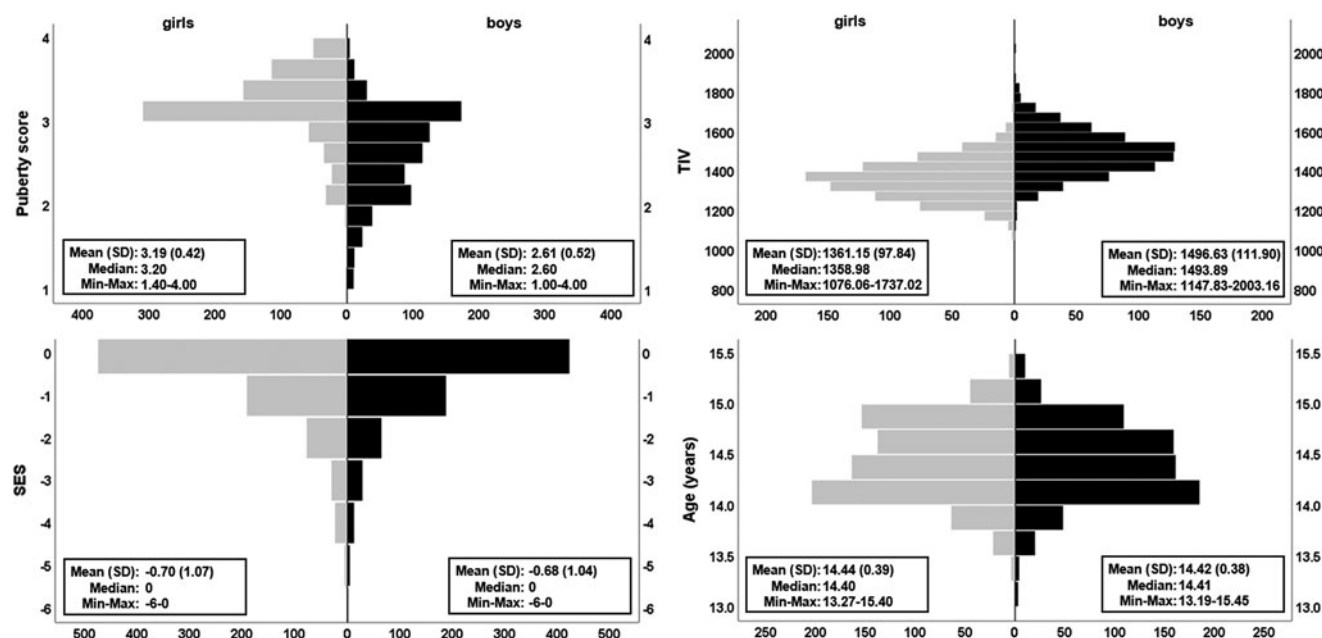 girls boys
4 4
3 3
Puberty score
2 2
Mean (SD): 3.19 (0.42)
Median: 3.20
Min-Max: 1.40-4.00
Mean (SD): 2.61 (0.52)
Median: 2.60
Min-Max: 1.00-4.00
1 1
400 300 200 100 0 100 200 300 400
girls boys
2000 2000
1800 1800
1600 1600
TIV
1400 1400
1200 1200
1000 1000
Mean (SD): 1361.15 (97.84)
Median: 1358.98
Min-Max: 1076.06-1737.02
Mean (SD): 1496.63 (111.90)
Median: 1493.89
Min-Max: 1147.83-2003.16
800 800
200 150 100 50 0 50 100 150 200
0 0
-1 -1
-2 -2
SES
-3 -3
-4 -4
-5 -5
Mean (SD): -0.70 (1.07)
Median: 0
Min-Max: -6-0
Mean (SD): -0.68 (1.04)
Median: 0
Min-Max: -6-0
-6 -6
500 400 300 200 100 0 100 200 300 400 500
15.5 15.5
15.0 15.0
14.5 14.5
Age (years)
14.0 14.0
13.5 13.5
Mean (SD): 14.44 (0.39)
Median: 14.40
Min-Max: 13.27-15.40
Mean (SD): 14.42 (0.38)
Median: 14.41
Min-Max: 13.19-15.45
13.0 13.0
250 200 150 100 50 0 50 100 150 200 250